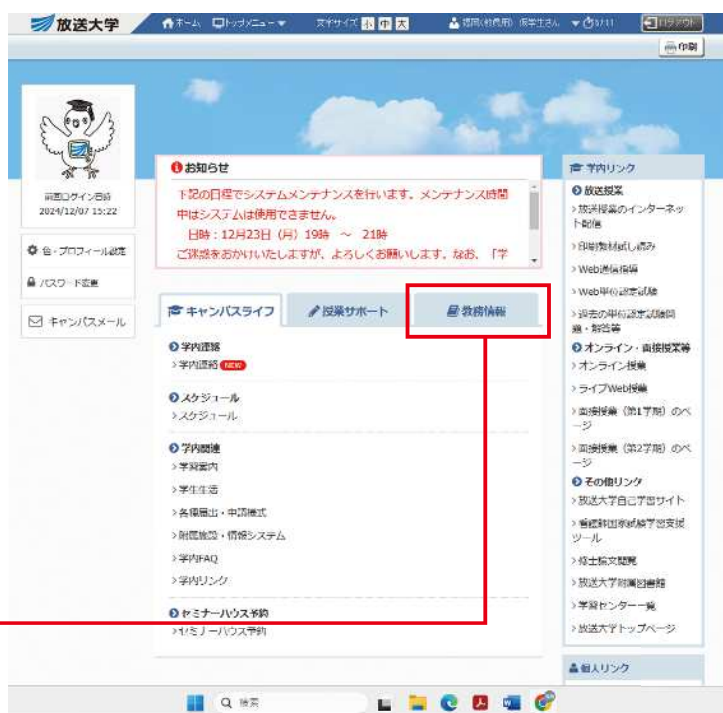 放送大学
ホーム
トップメニュー▼
文字サイズ 小 中 大
ログアウト
印刷
前回ログイン日時
2024/12/07 15:22
色・プロフィール設定
パスワード変更
キャンパスメール
お知らせ
下記の日程でシステムメンテナンスを行います。メンテナンス時間
中はシステムは使用できません。
日時:12月23日(月)19時 ~ 21時
ご迷惑をおかけいたしますが、よろしくお願いします。なお、「学
キャンパスライフ
授業サポート
教務情報
学内連絡
>学内連絡 NEW
スケジュール
>スケジュール
学内関連
>学習案内
>学生生活
>各種届出・申請様式
>附属施設・情報システム
>学内FAQ
>学内リンク
セミナーハウス予約
>セミナーハウス予約
学内リンク
放送授業
>放送授業のインターネッ
ト配信
>印刷教材試し読み
>Web通信指導
>Web単位認定試験
>過去の単位認定試験問
題・解答等
オンライン・面接授業等
>オンライン授業
>ライブWeb授業
>面接授業(第1学期)のペ
ージ
>面接授業(第2学期)のペ
ージ
その他リンク
>放送大学自己学習サイト
>看護師国家試験学習支援
ツール
>修士論文閲覧
>放送大学附属図書館
>学習センター一覧
>放送大学トップページ
個人リンク
検索